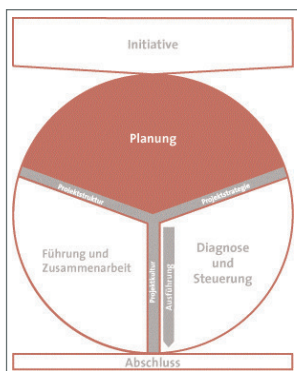 Initiative
Planung
Projektstruktur
Projektstrategie
Führung und
Zusammenarbeit
Projektkultur
Ausführung
Diagnose
und
Steuerung
Abschluss